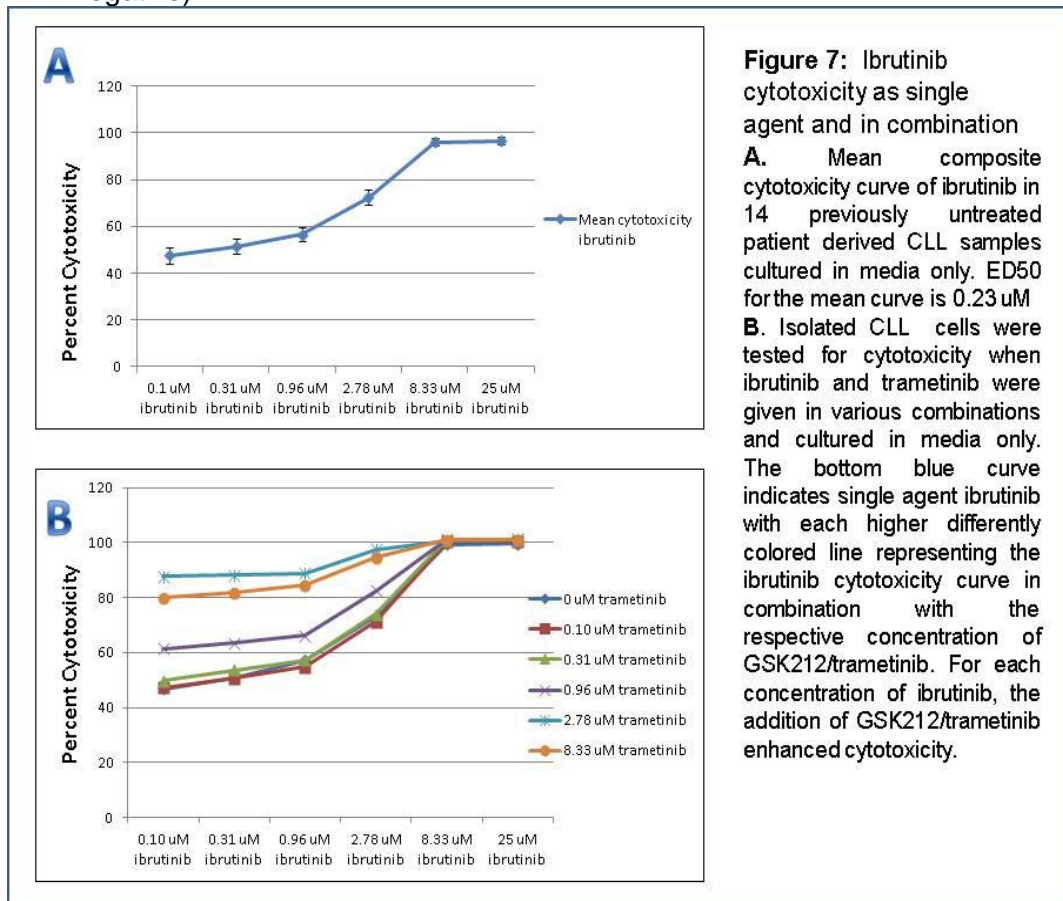 A
120
100
80
60
40
20
0
Percent Cytotoxicity
0.1 uM 0.31 uM 0.96 uM 2.78 uM 8.33 uM 25 uM
ibrutinib ibrutinib ibrutinib ibrutinib ibrutinib ibrutinib
Mean cytotoxicity
ibrutinib
B
120
100
80
60
40
20
0
Percent Cytotoxicity
0.10 uM 0.31 uM 0.96 uM 2.78 uM 8.33 uM 25 uM
ibrutinib ibrutinib ibrutinib ibrutinib ibrutinib ibrutinib
0 uM trametinib
0.10 uM trametinib
0.31 uM trametinib
0.96 uM trametinib
2.78 uM trametinib
8.33 uM trametinib
Figure 7: Ibrutinib
cytotoxicity as single
agent and in combination
A. Mean composite
cytotoxicity curve of ibrutinib in
14 previously untreated
patient derived CLL samples
cultured in media only. ED50
for the mean curve is 0.23 uM
B. Isolated CLL cells were
tested for cytotoxicity when
ibrutinib and trametinib were
given in various combinations
and cultured in media only.
The bottom blue curve
indicates single agent ibrutinib
with each higher differently
colored line representing the
ibrutinib cytotoxicity curve in
combination with the
respective concentration of
GSK212/trametinib. For each
concentration of ibrutinib, the
addition of GSK212/trametinib
enhanced cytotoxicity.